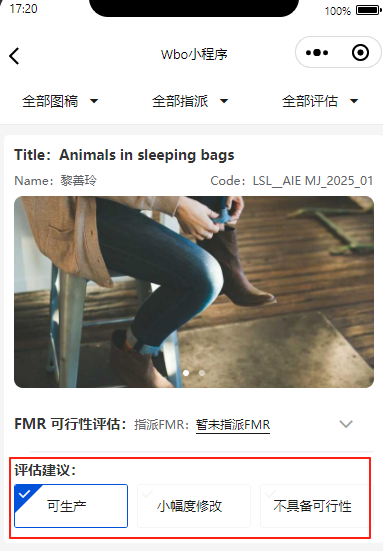 17:20
100%
Wbo小程序
全部图稿 全部指派 全部评估
Title: Animals in sleeping bags
Name: 黎善玲 Code: LSL__AIE MJ_2025_01
FMR 可行性评估: 指派FMR: 暂未指派FMR
评估建议:
可生产 小幅度修改 不具备可行性